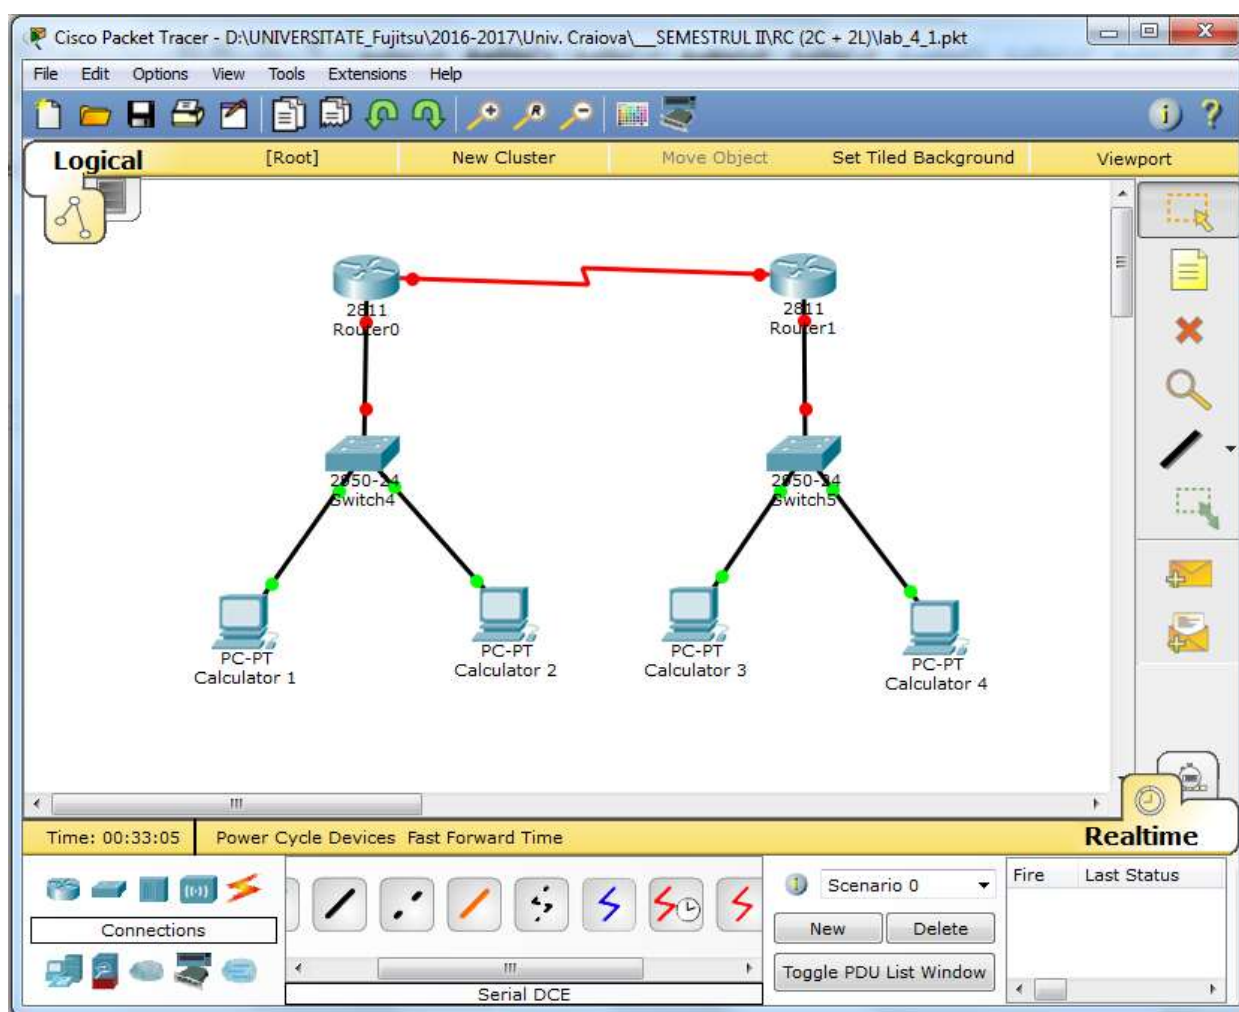 Cisco Packet Tracer - D:\UNIVERSITATE_Fujitsu\2016-2017\Univ. Craiova\__SEMESTRUL II\RC (2C + 2L)\lab_4_1.pkt
File Edit Options View Tools Extensions Help
Logical [Root] New Cluster Move Object Set Tiled Background Viewport
2811
Router0
2811
Router1
2950-24
Switch4
2950-24
Switch5
PC-PT
Calculator 1
PC-PT
Calculator 2
PC-PT
Calculator 3
PC-PT
Calculator 4
Time: 00:33:05 Power Cycle Devices Fast Forward Time Realtime
Scenario 0
Fire Last Status
Connections
New Delete
Toggle PDU List Window
Serial DCE